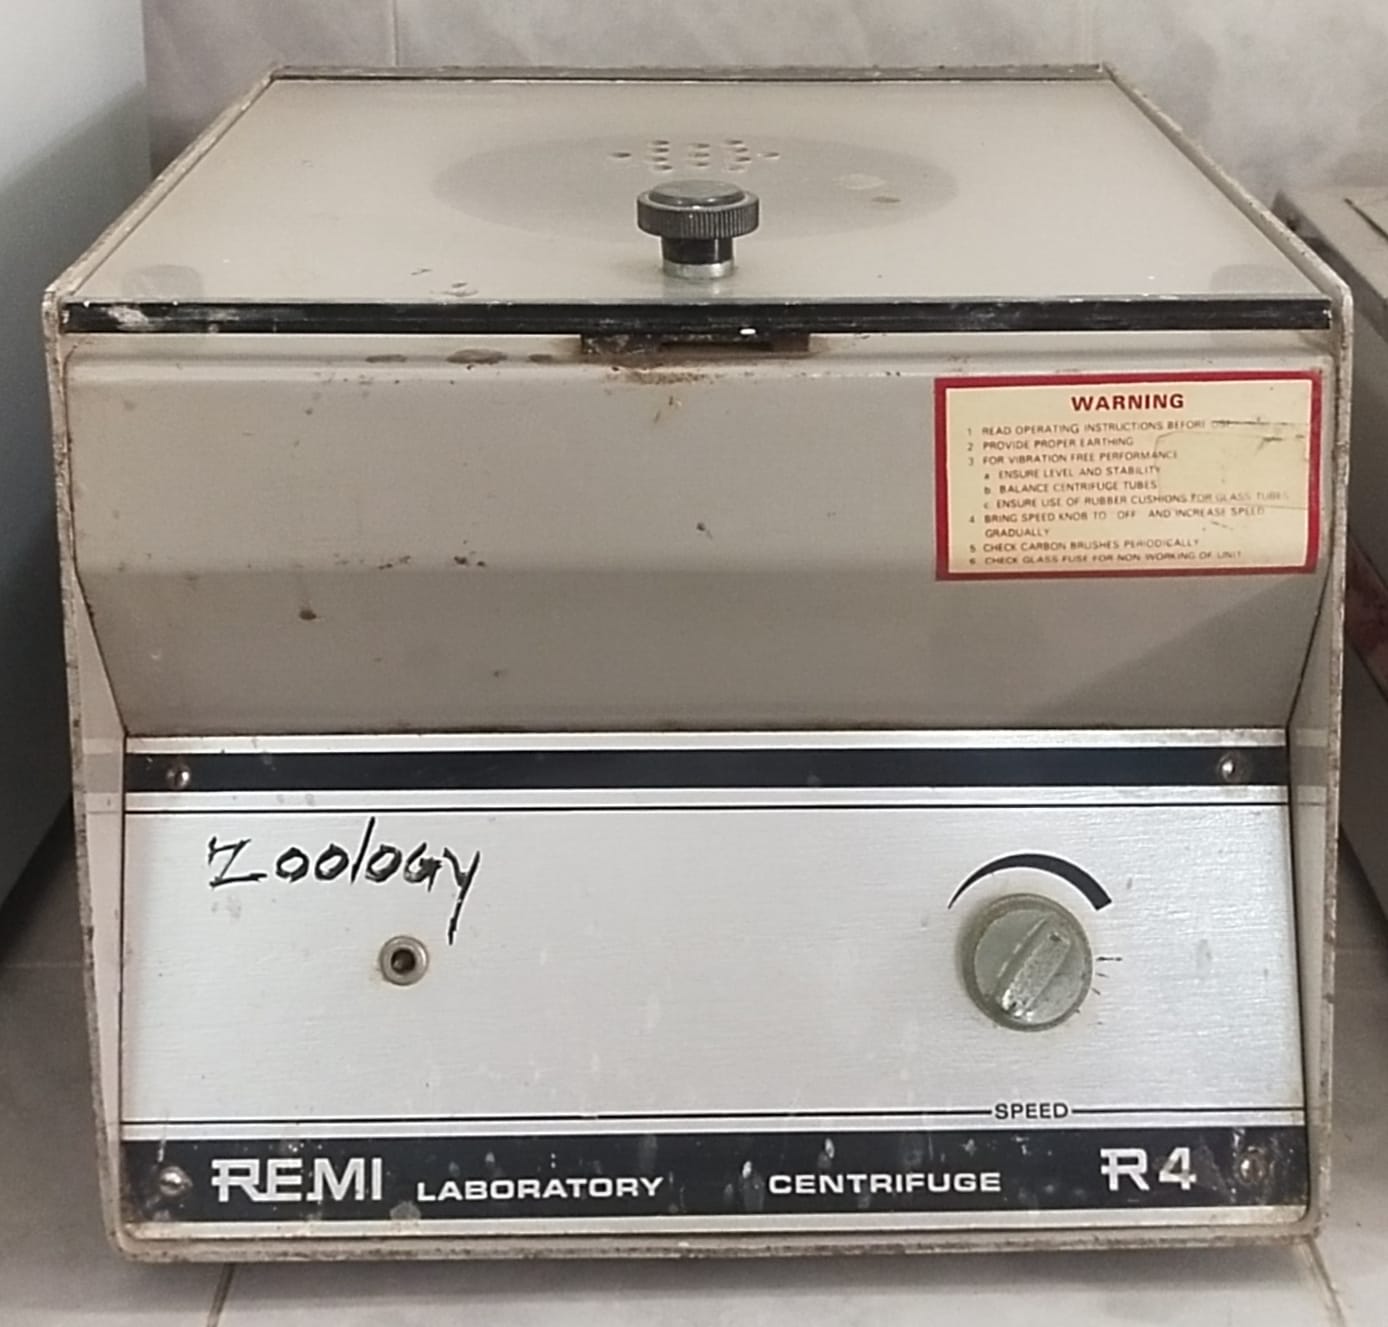 WARNING
1 READ OPERATING INSTRUCTIONS BEFORE USE
2 PROVIDE PROPER EARTHING
3 FOR VIBRATION FREE PERFORMANCE
a ENSURE LEVEL AND STABILITY
b BALANCE CENTRIFUGE TUBES
c ENSURE USE OF RUBBER CUSHIONS FOR GLASS TUBES
4 BRING SPEED KNOB TO OFF AND INCREASE SPEED
GRADUALLY
5 CHECK CARBON BRUSHES PERIODICALLY
6 CHECK GLASS FUSE FOR NON-WORKING OF UNIT
Zoology
SPEED
REMI LABORATORY CENTRIFUGE R4